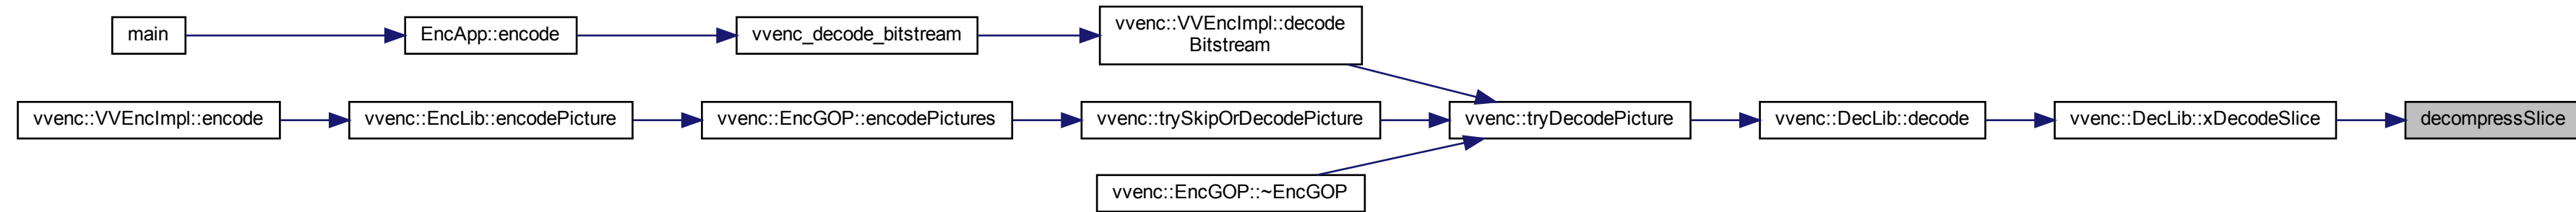 main
EncApp::encode
vvenc_decode_bitstream
vvenc::VVEncImpl::decode
Bitstream
vvenc::VVEncImpl::encode
vvenc::EncLib::encodePicture
vvenc::EncGOP::encodePictures
vvenc::trySkipOrDecodePicture
vvenc::tryDecodePicture
vvenc::DecLib::decode
vvenc::DecLib::xDecodeSlice
decompressSlice
vvenc::EncGOP::~EncGOP